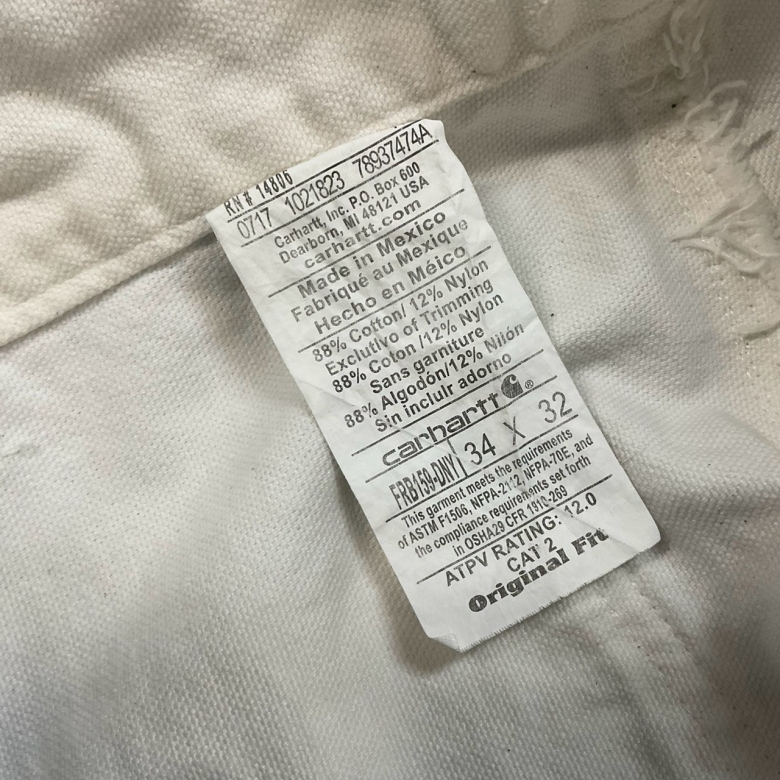 RN# 14806
0717 1021823 78937474A
Carhartt, Inc. P.O. Box 600
Dearborn, MI 48121 USA
carhartt.com
Made in Mexico
Fabriqué au Mexique
Hecho en Méico
88% Cotton/ 12% Nylon
Exclutivo of Trimming
88% Coton /12% Nylon
Sans garniture
88% Algodón/12% Nilón
Sin incluir adorno
carhartt ®
FRB159-DNY 34 X 32
This garment meets the requirements
of ASTM F1506, NFPA-2112, NFPA-70E, and
the compliance requirements set forth
in OSHA29 CFR 1910-269
ATPV RATING: 12.0
CAT 2
Original Fit